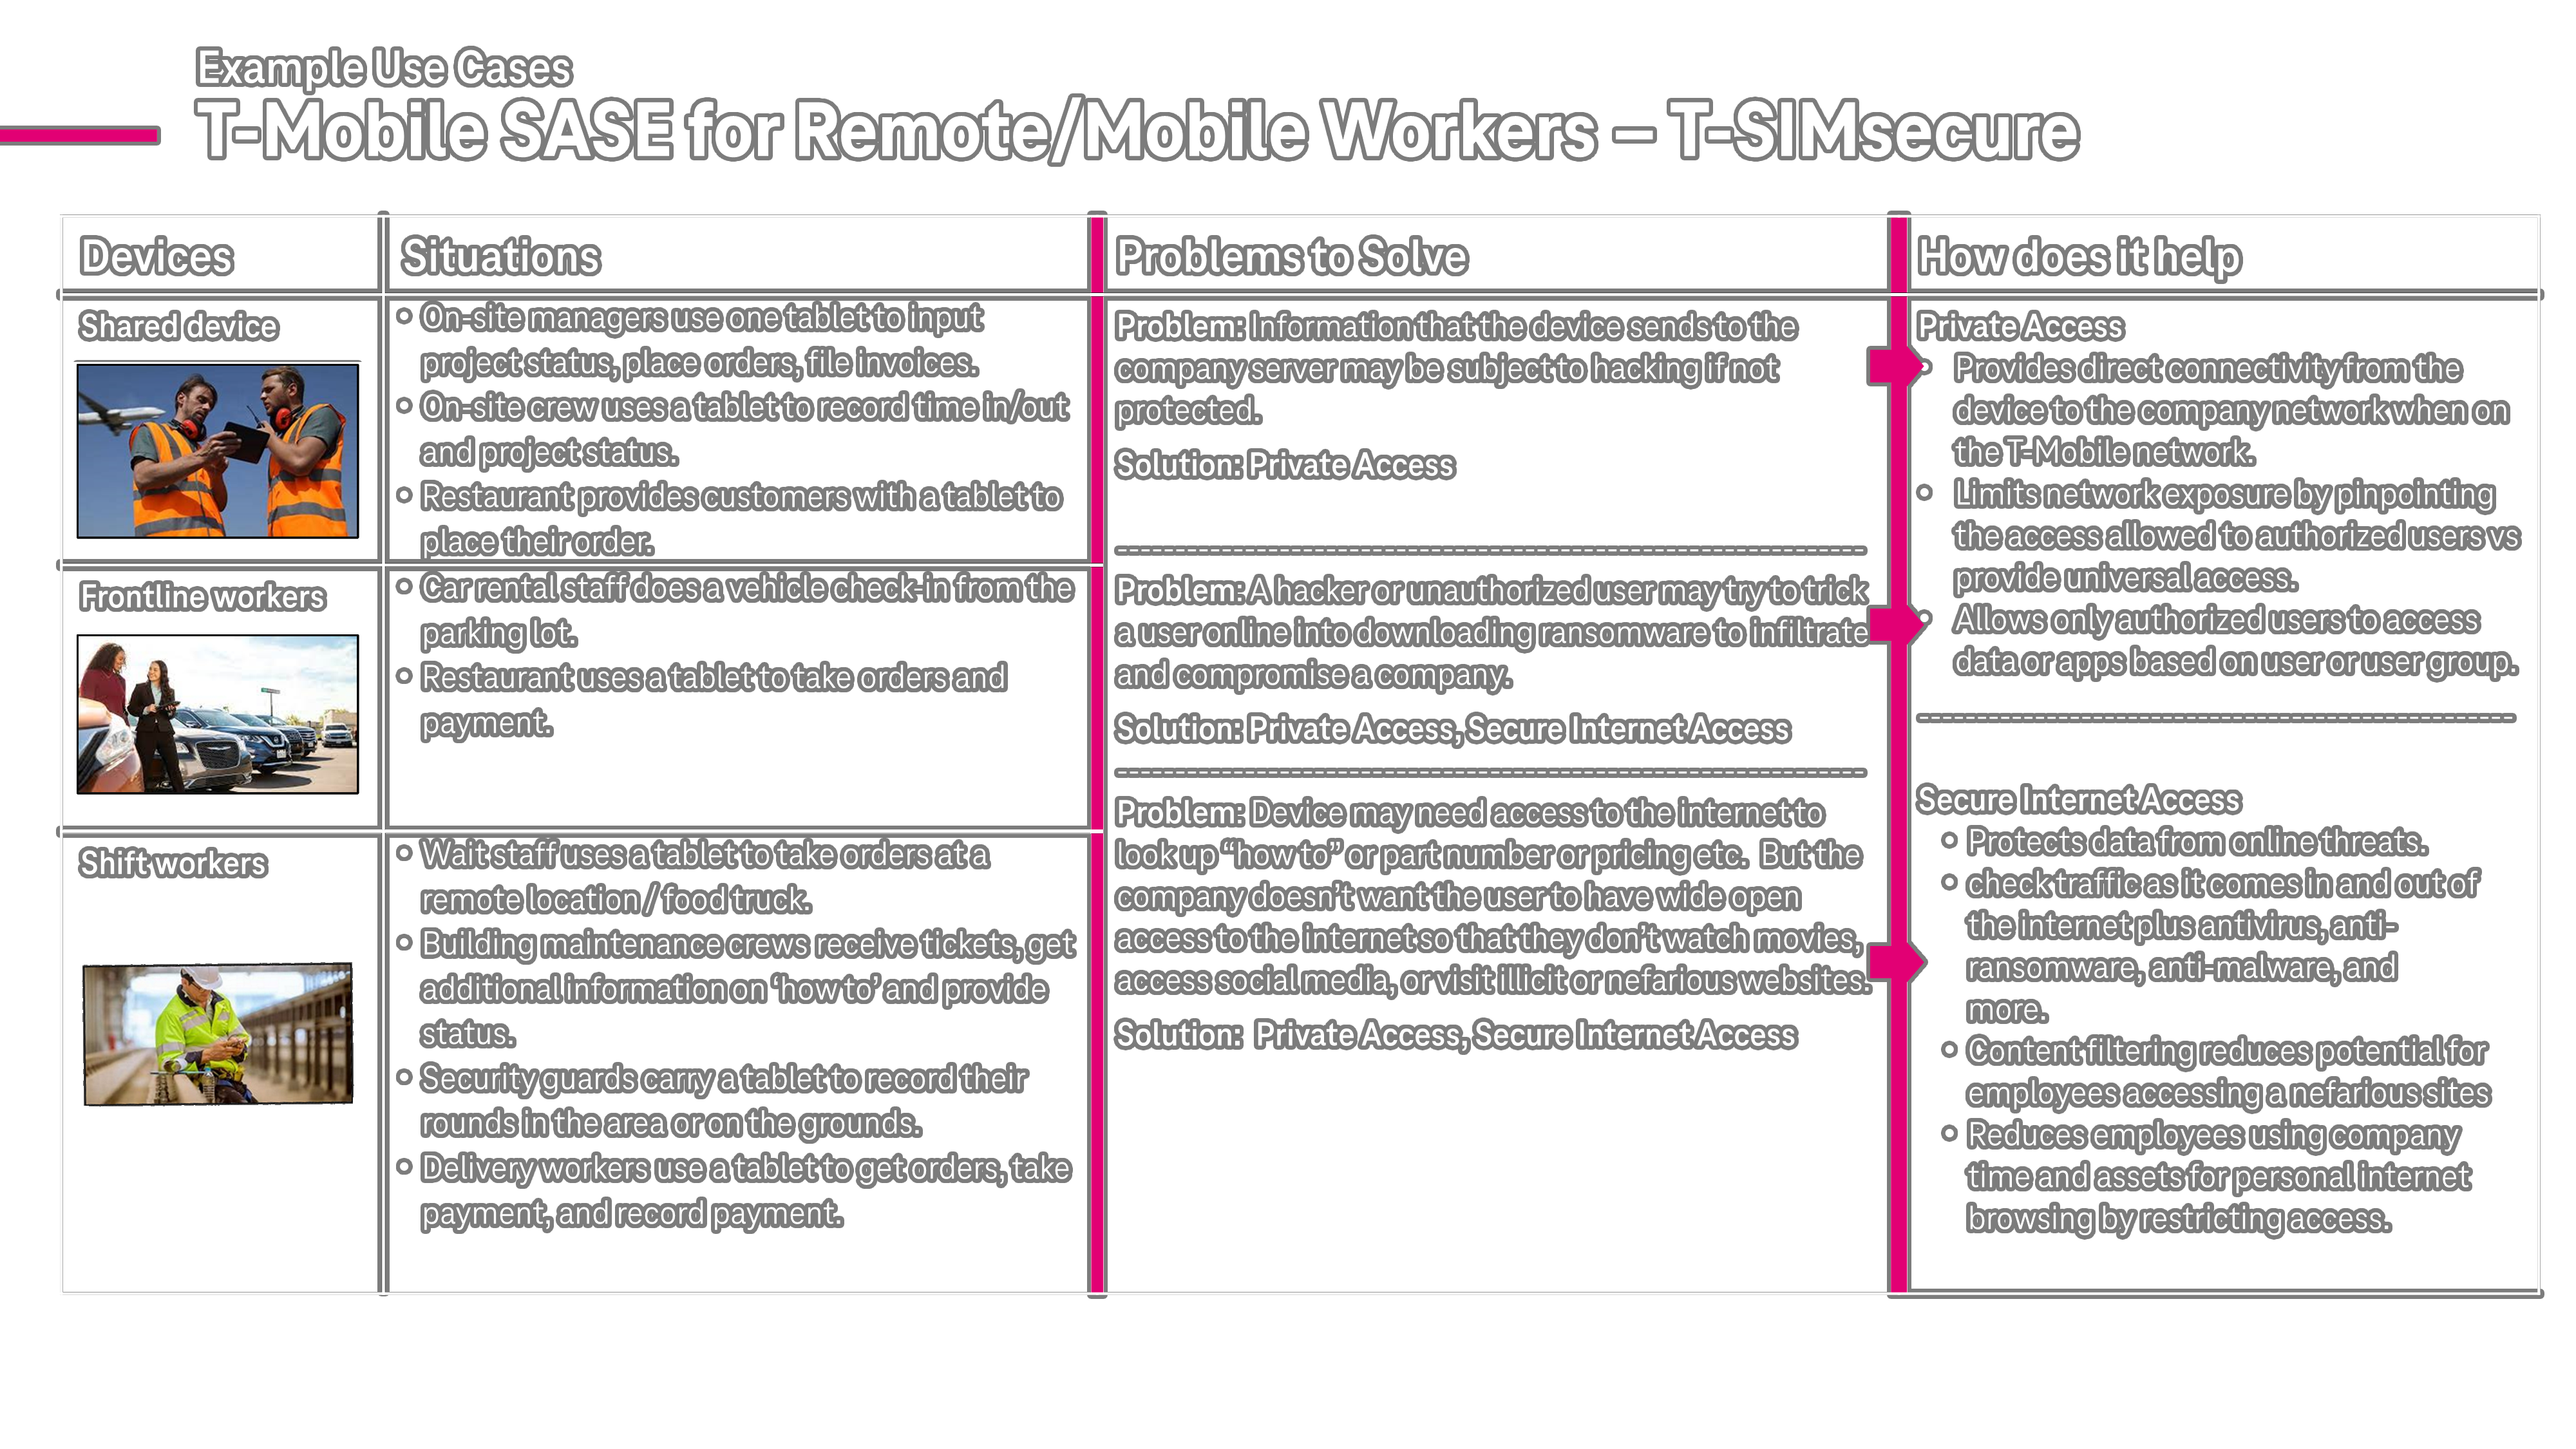 Example Use Cases
T-Mobile SASE for Remote/Mobile Workers – T-SIMsecure
Devices
Situations
Problems to Solve
How does it help
Shared device
On-site managers use one tablet to input
project status, place orders, file invoices.
On-site crew uses a tablet to record time in/out
and project status.
Restaurant provides customers with a tablet to
place their order.
Frontline workers
Car rental staff does a vehicle check-in from the
parking lot.
Restaurant uses a tablet to take orders and
payment.
Shift workers
Wait staff uses a tablet to take orders at a
remote location / food truck.
Building maintenance crews receive tickets, get
additional information on ‘how to’ and provide
status.
Security guards carry a tablet to record their
rounds in the area or on the grounds.
Delivery workers use a tablet to get orders, take
payment, and record payment.
Problem: Information that the device sends to the
company server may be subject to hacking if not
protected.
Solution: Private Access
Problem: A hacker or unauthorized user may try to trick
a user online into downloading ransomware to infiltrate
and compromise a company.
Solution: Private Access, Secure Internet Access
Problem: Device may need access to the internet to
look up “how to” or part number or pricing etc. But the
company doesn’t want the user to have wide open
access to the internet so that they don’t watch movies,
access social media, or visit illicit or nefarious websites.
Solution: Private Access, Secure Internet Access
Private Access
Provides direct connectivity from the
device to the company network when on
the T-Mobile network.
Limits network exposure by pinpointing
the access allowed to authorized users vs
provide universal access.
Allows only authorized users to access
data or apps based on user or user group.
Secure Internet Access
Protects data from online threats.
check traffic as it comes in and out of
the internet plus antivirus, anti-
ransomware, anti-malware, and
more.
Content filtering reduces potential for
employees accessing a nefarious sites
Reduces employees using company
time and assets for personal internet
browsing by restricting access.